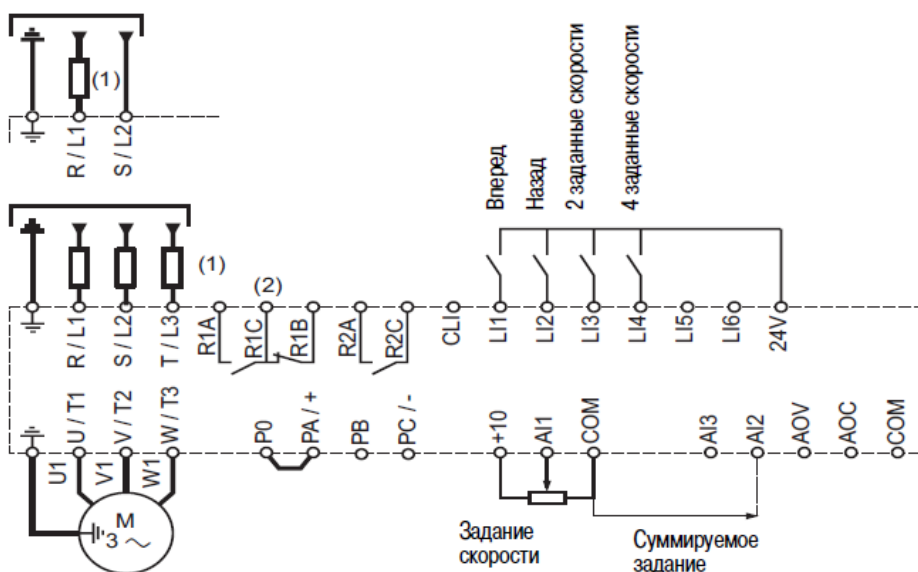 (1)
R / L1
S / L2
Вперед
Назад
2 заданные скорости
4 заданные скорости
(1)
(2)
R / L1
S / L2
T / L3
R1A
R1C
R1B
R2A
R2C
CLI
LI1
LI2
LI3
LI4
LI5
LI6
24V
U / T1
V / T2
W / T3
P0
PA / +
PB
PC / -
+10
AI1
COM
AI3
AI2
AOV
AOC
COM
U1
V1
W1
M
3 ~
Задание
скорости
Суммируемое
задание